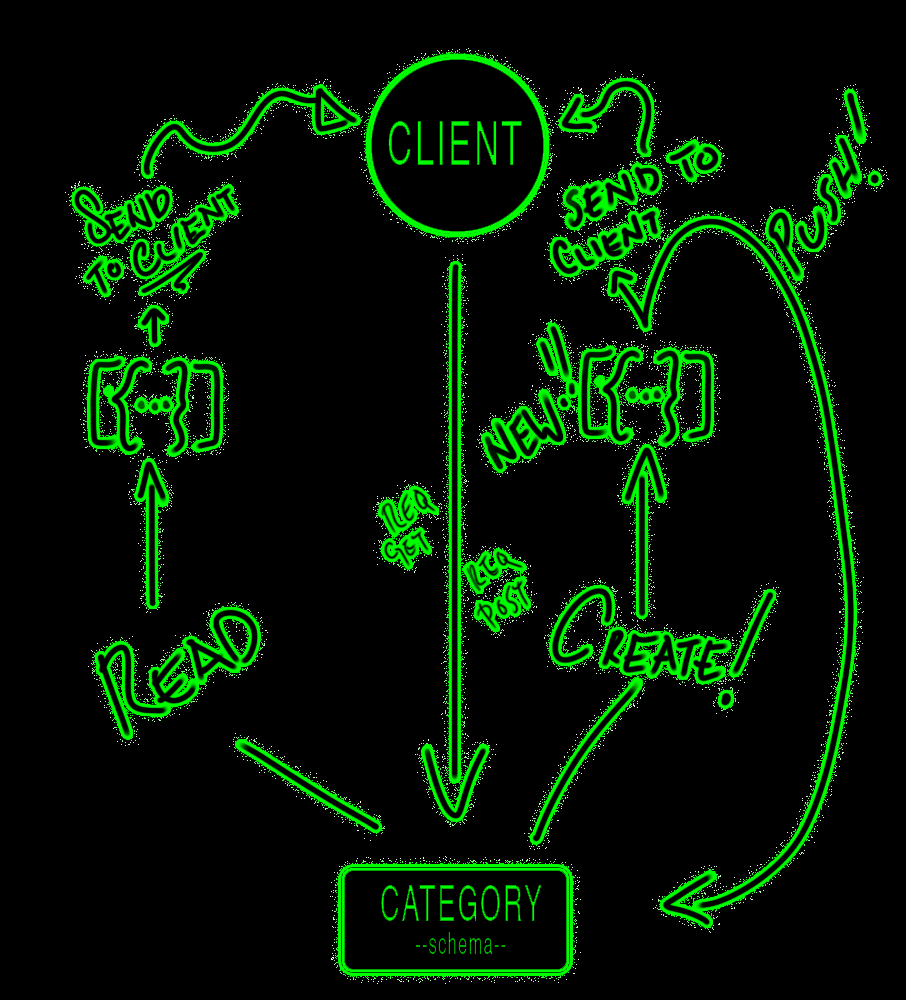 CLIENT
SEND
TO CLIENT
SEND TO
CLIENT
PUSH!
[{...}]
NEW!!
[{...}]
REQ
GET
REQ
POST
READ
CREATE!
CATEGORY
--schema--